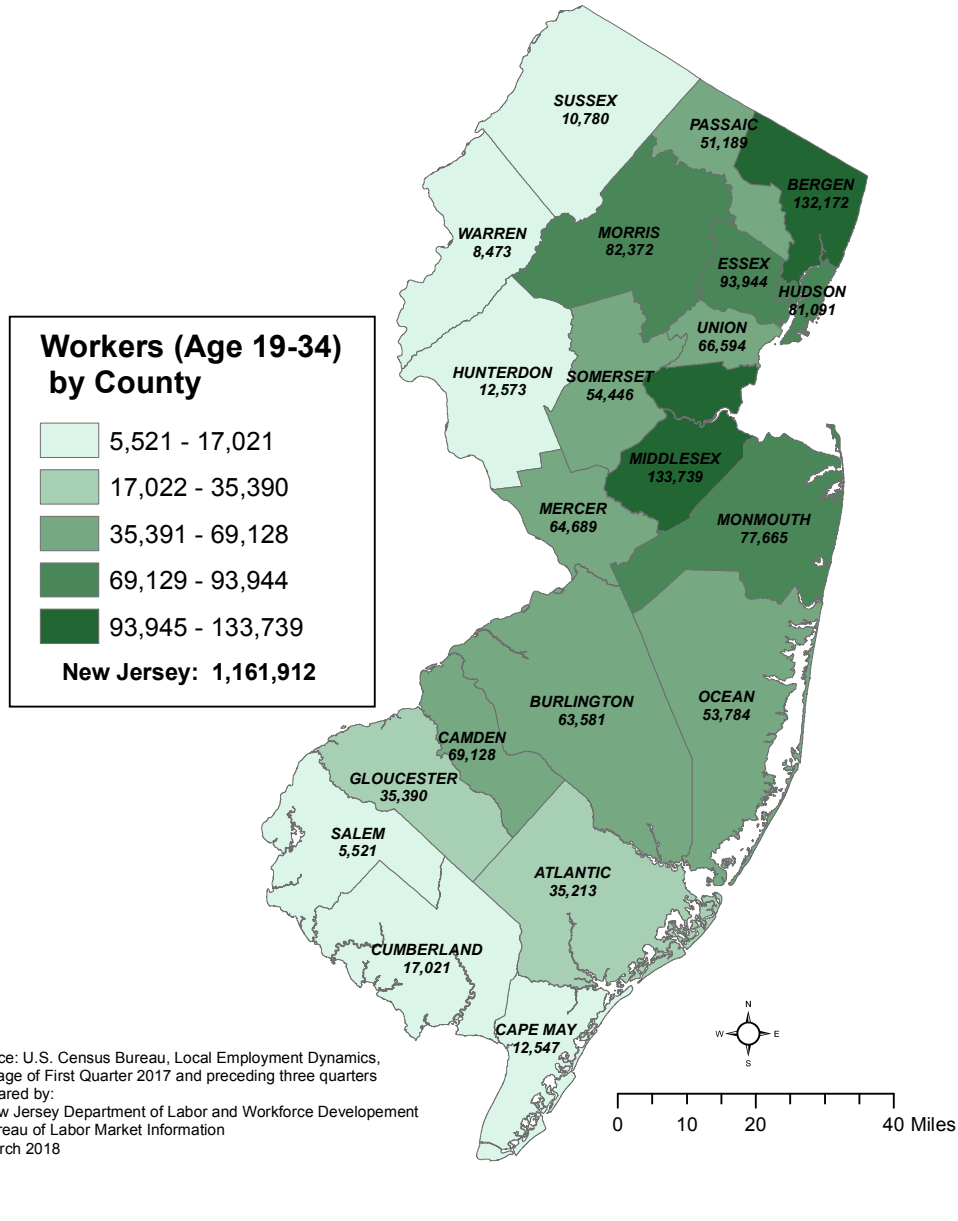 SUSSEX
10,780
PASSAIC
51,189
BERGEN
132,172
WARREN
8,473
MORRIS
82,372
ESSEX
93,944
HUDSON
81,091
UNION
66,594
HUNTERDON
12,573
SOMERSET
54,446
MIDDLESEX
133,739
MERCER
64,689
MONMOUTH
77,665
Workers (Age 19-34)
by County
5,521 - 17,021
17,022 - 35,390
35,391 - 69,128
69,129 - 93,944
93,945 - 133,739
New Jersey: 1,161,912
BURLINGTON
63,581
OCEAN
53,784
CAMDEN
69,128
GLOUCESTER
35,390
SALEM
5,521
ATLANTIC
35,213
CUMBERLAND
17,021
CAPE MAY
12,547
N
W E
S
ce: U.S. Census Bureau, Local Employment Dynamics,
age of First Quarter 2017 and preceding three quarters
ared by:
w Jersey Department of Labor and Workforce Developement
reau of Labor Market Information
rch 2018
0 10 20 40 Miles